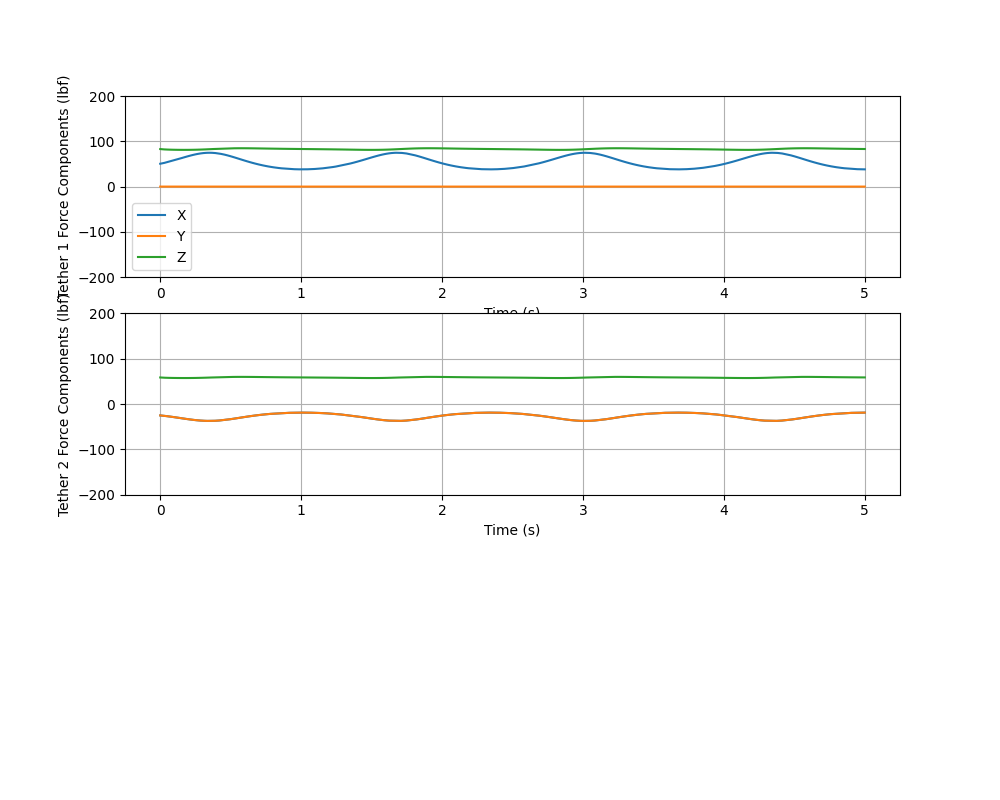 Tether 1 Force Components (lbf)
200
100
0
−100
−200
X
Y
Z
0 1 2 3 4 5
Time (s)
Tether 2 Force Components (lbf)
200
100
0
−100
−200
0 1 2 3 4 5
Time (s)